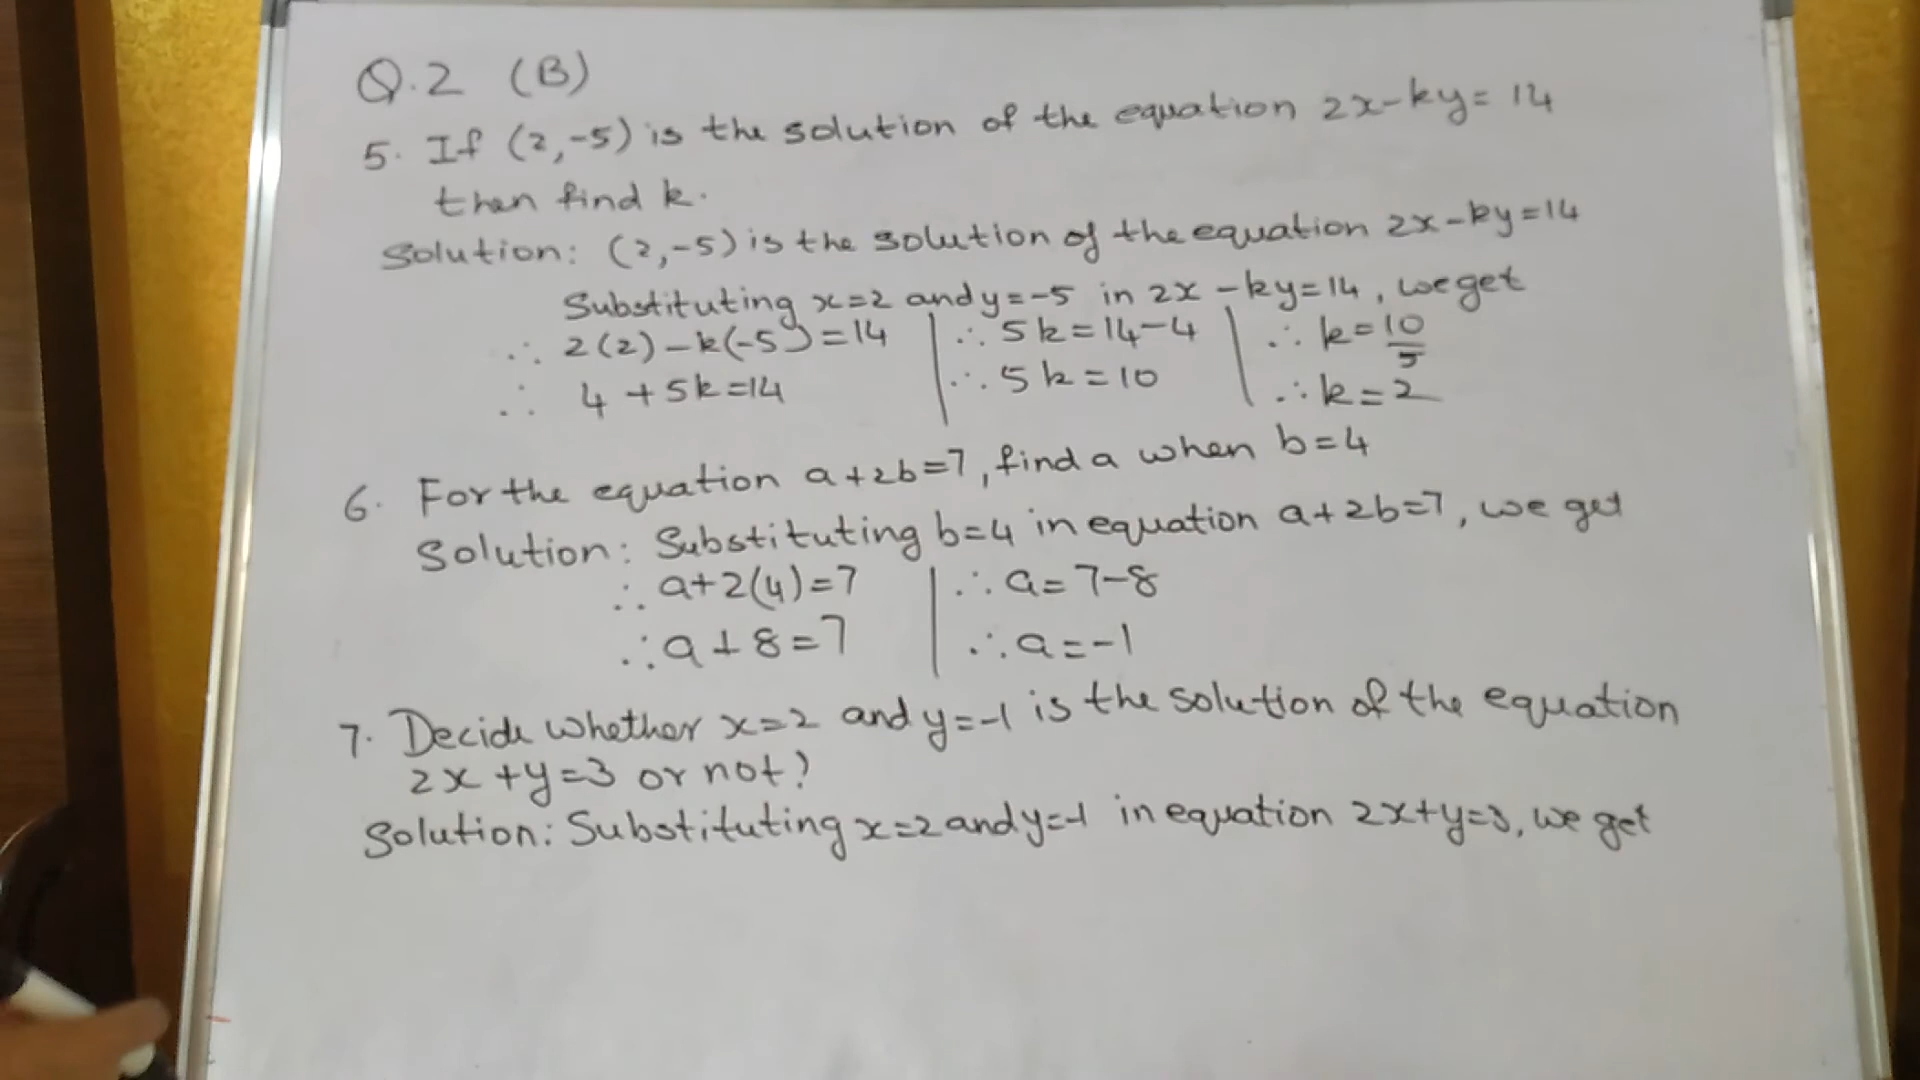 Q.2 (B)
5. If (2,-5) is the solution of the equation 2x-ky=14
then find k.
Solution: (2,-5) is the solution of the equation 2x-ky=14
Substituting x=2 and y=-5 in 2x-ky=14, we get
∴ 2(2)-k(-5)=14 | ∴ 5k=14-4 | ∴ k=10/5
∴ 4+5k=14 | ∴ 5k=10 | ∴ k=2
6. For the equation a+2b=7, find a when b=4
Solution: Substituting b=4 in equation a+2b=7, we get
∴ a+2(4)=7 | ∴ a=7-8
∴ a+8=7 | ∴ a=-1
7. Decide whether x=2 and y=-1 is the solution of the equation
2x+y=3 or not?
Solution: Substituting x=2 and y=-1 in equation 2x+y=3, we get